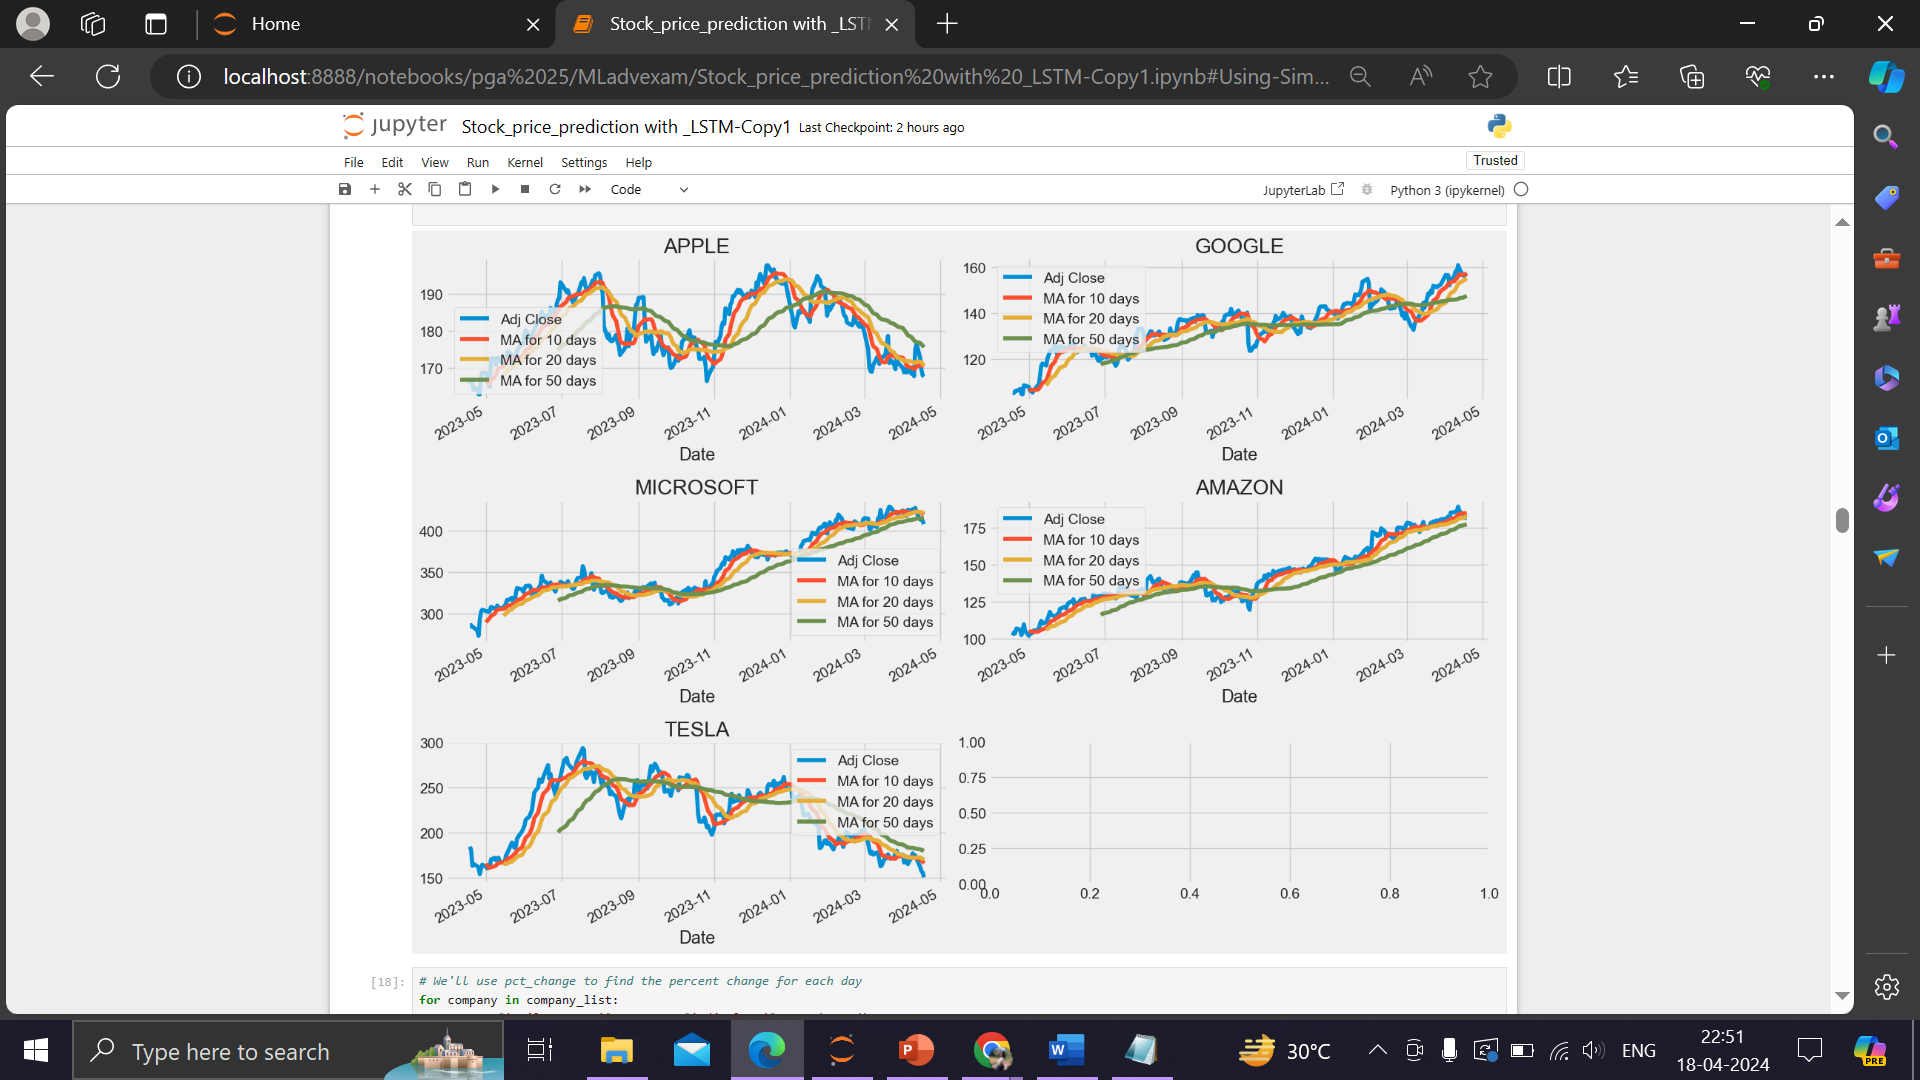 Home
Stock_price_prediction with _LST
localhost:8888/notebooks/pga%2025/MLadvexam/Stock_price_prediction%20with%20_LSTM-Copy1.ipynb#Using-Sim...
jupyter Stock_price_prediction with _LSTM-Copy1 Last Checkpoint: 2 hours ago
File Edit View Run Kernel Settings Help
Trusted
Code
JupyterLab Python 3 (ipykernel)
APPLE
190
180
170
Adj Close
MA for 10 days
MA for 20 days
MA for 50 days
2023-05 2023-07 2023-09 2023-11 2024-01 2024-03 2024-05
Date
GOOGLE
160
140
120
Adj Close
MA for 10 days
MA for 20 days
MA for 50 days
2023-05 2023-07 2023-09 2023-11 2024-01 2024-03 2024-05
Date
MICROSOFT
400
350
300
Adj Close
MA for 10 days
MA for 20 days
MA for 50 days
2023-05 2023-07 2023-09 2023-11 2024-01 2024-03 2024-05
Date
AMAZON
175
150
125
100
Adj Close
MA for 10 days
MA for 20 days
MA for 50 days
2023-05 2023-07 2023-09 2023-11 2024-01 2024-03 2024-05
Date
TESLA
300
250
200
150
Adj Close
MA for 10 days
MA for 20 days
MA for 50 days
2023-05 2023-07 2023-09 2023-11 2024-01 2024-03 2024-05
Date
1.00
0.75
0.50
0.25
0.00
0.0 0.2 0.4 0.6 0.8 1.0
[18]: # We'll use pct_change to find the percent change for each day
for company in company_list:
Type here to search
30°C
ENG
22:51
18-04-2024
PRE